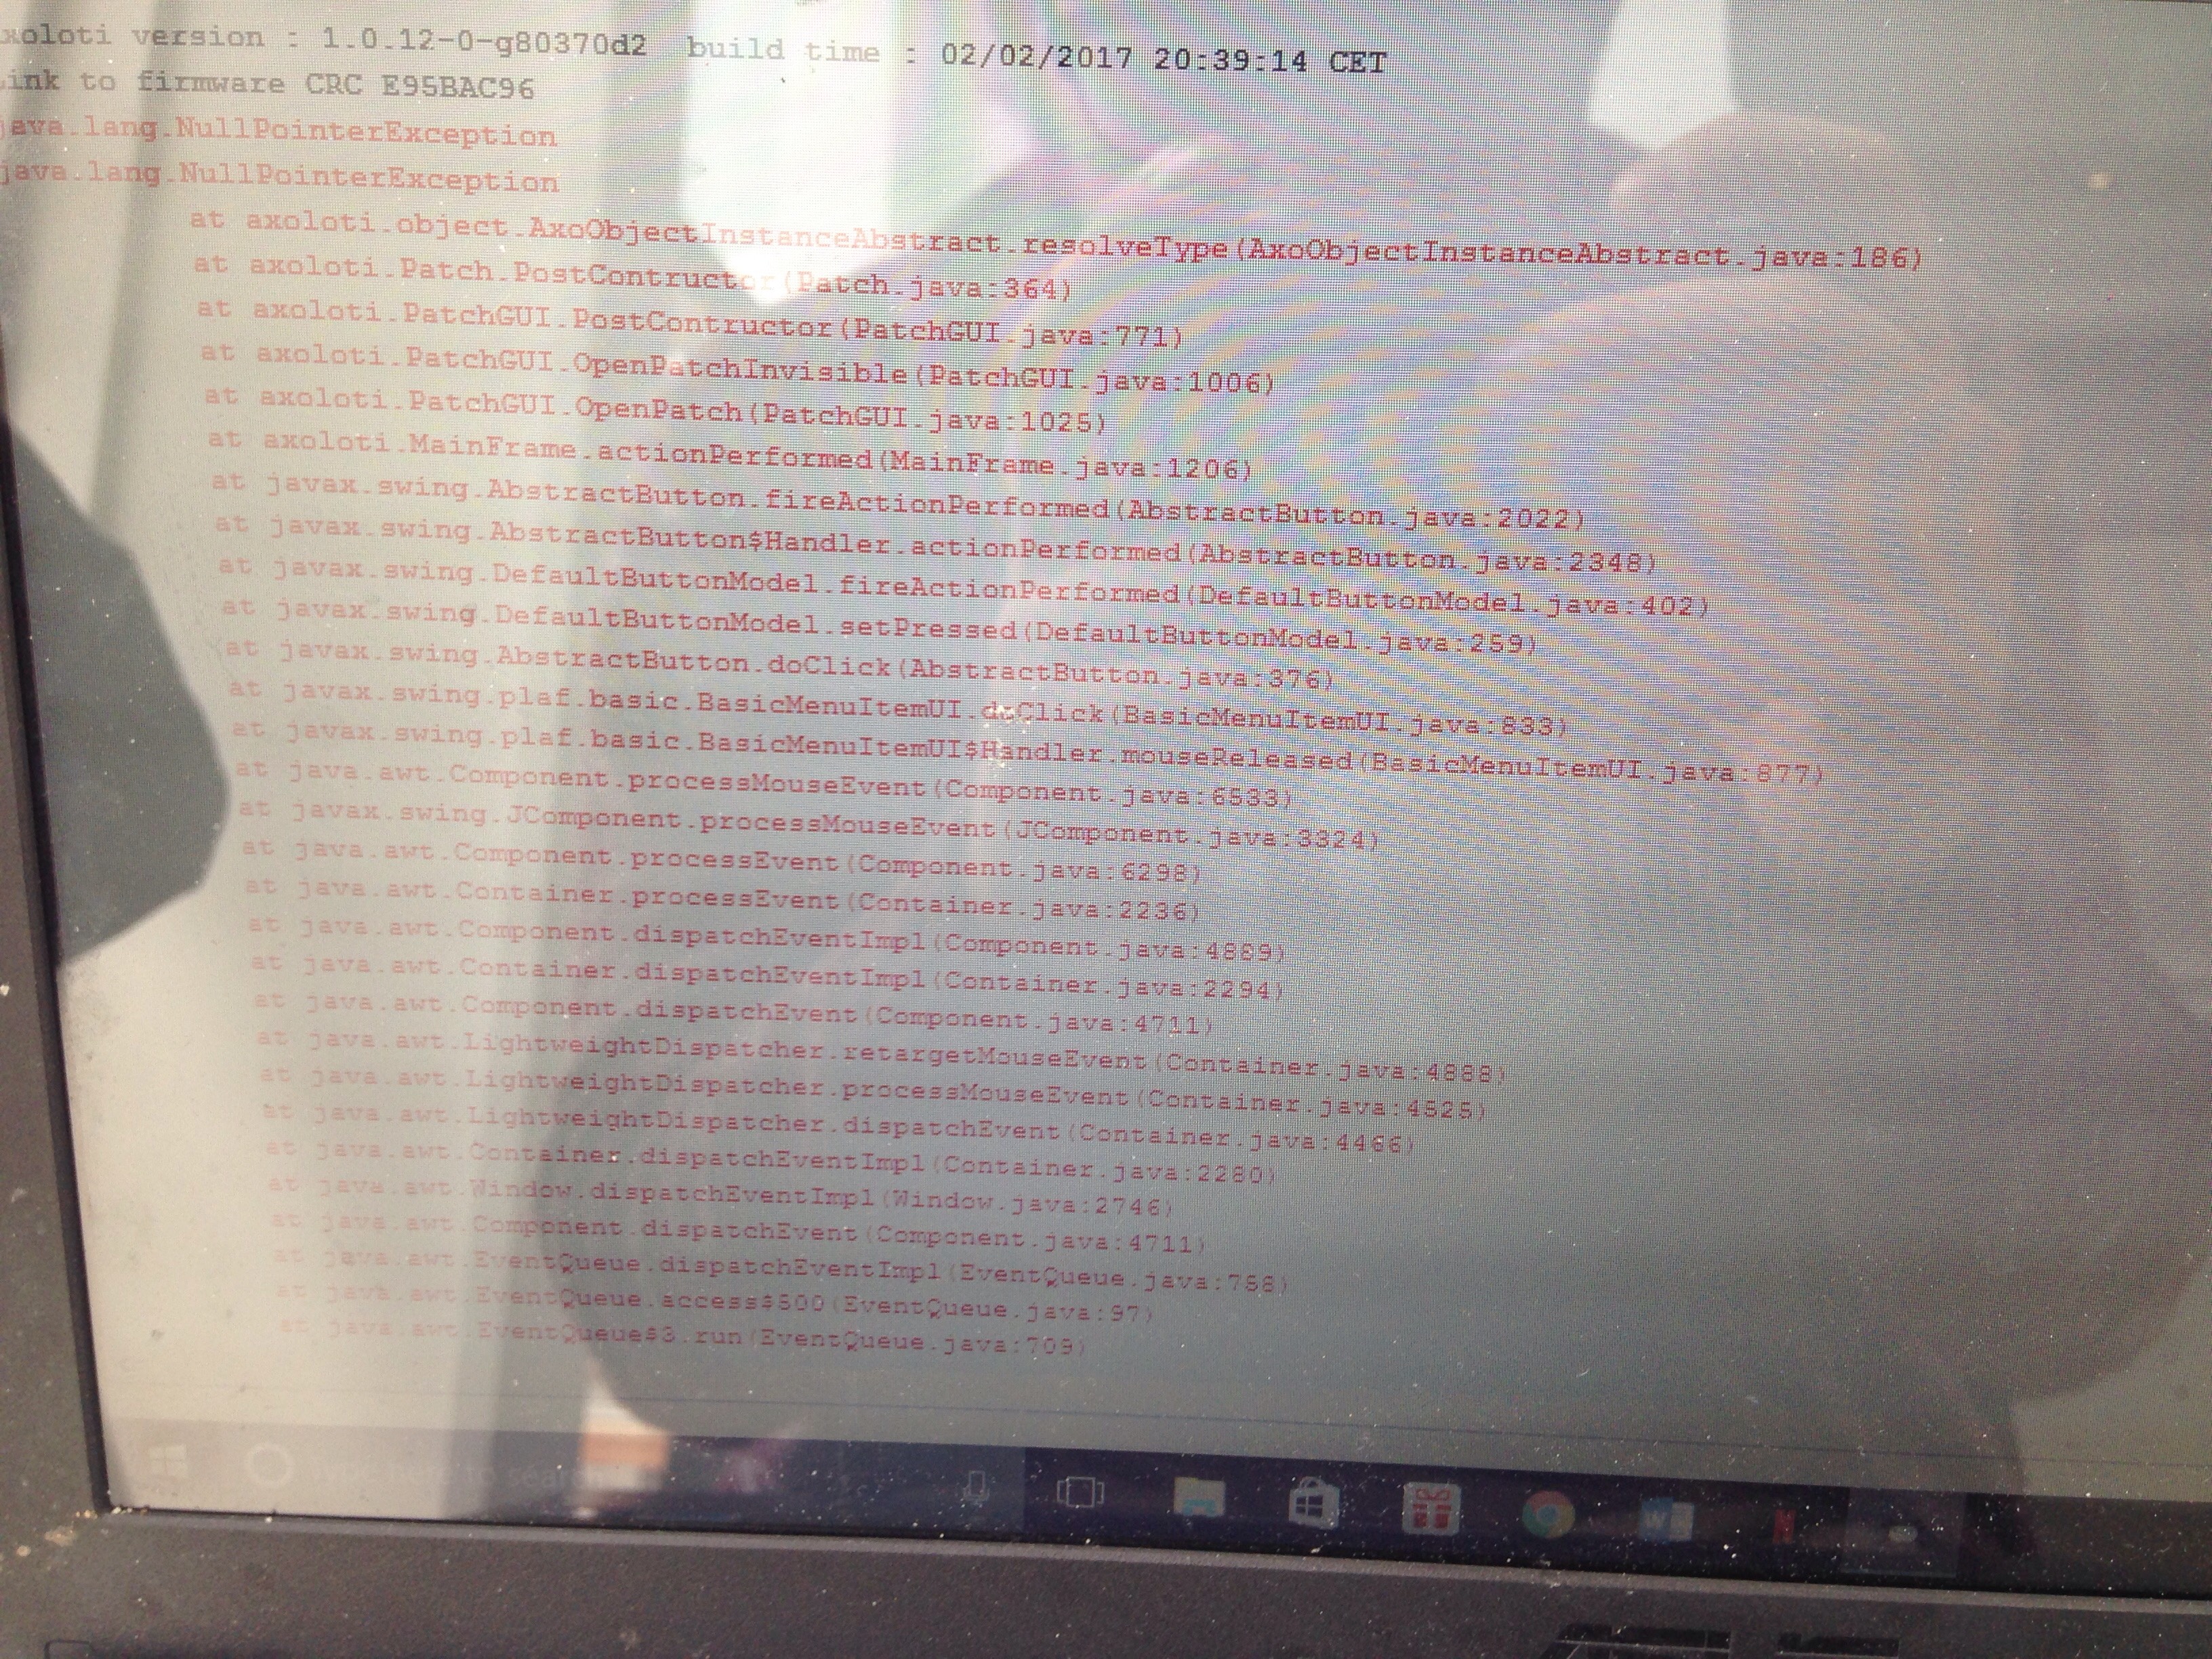 axoloti version : 1.0.12-0-g80370d2  build time : 02/02/2017 20:39:14 CET
Link to firmware CRC E95BAC96
java.lang.NullPointerException
java.lang.NullPointerException
at axoloti.object.AxoObjectInstanceAbstract.resolveType(AxoObjectInstanceAbstract.java:186)
at axoloti.Patch.PostContructor(Patch.java:364)
at axoloti.PatchGUI.PostContructor(PatchGUI.java:771)
at axoloti.PatchGUI.OpenPatchInvisible(PatchGUI.java:1006)
at axoloti.PatchGUI.OpenPatch(PatchGUI.java:1025)
at axoloti.MainFrame.actionPerformed(MainFrame.java:1206)
at javax.swing.AbstractButton.fireActionPerformed(AbstractButton.java:2022)
at javax.swing.AbstractButton$Handler.actionPerformed(AbstractButton.java:2348)
at javax.swing.DefaultButtonModel.fireActionPerformed(DefaultButtonModel.java:402)
at javax.swing.DefaultButtonModel.setPressed(DefaultButtonModel.java:259)
at javax.swing.AbstractButton.doClick(AbstractButton.java:376)
at javax.swing.plaf.basic.BasicMenuItemUI.doClick(BasicMenuItemUI.java:833)
at javax.swing.plaf.basic.BasicMenuItemUI$Handler.mouseReleased(BasicMenuItemUI.java:877)
at java.awt.Component.processMouseEvent(Component.java:6533)
at javax.swing.JComponent.processMouseEvent(JComponent.java:3324)
at java.awt.Component.processEvent(Component.java:6298)
at java.awt.Container.processEvent(Container.java:2236)
at java.awt.Component.dispatchEventImpl(Component.java:4889)
at java.awt.Container.dispatchEventImpl(Container.java:2294)
at java.awt.Component.dispatchEvent(Component.java:4711)
at java.awt.LightweightDispatcher.retargetMouseEvent(Container.java:4888)
at java.awt.LightweightDispatcher.processMouseEvent(Container.java:4525)
at java.awt.LightweightDispatcher.dispatchEvent(Container.java:4466)
at java.awt.Container.dispatchEventImpl(Container.java:2280)
at java.awt.Window.dispatchEventImpl(Window.java:2746)
at java.awt.Component.dispatchEvent(Component.java:4711)
at java.awt.EventQueue.dispatchEventImpl(EventQueue.java:758)
at java.awt.EventQueue.access$500(EventQueue.java:97)
at java.awt.EventQueue$3.run(EventQueue.java:709)
here to search